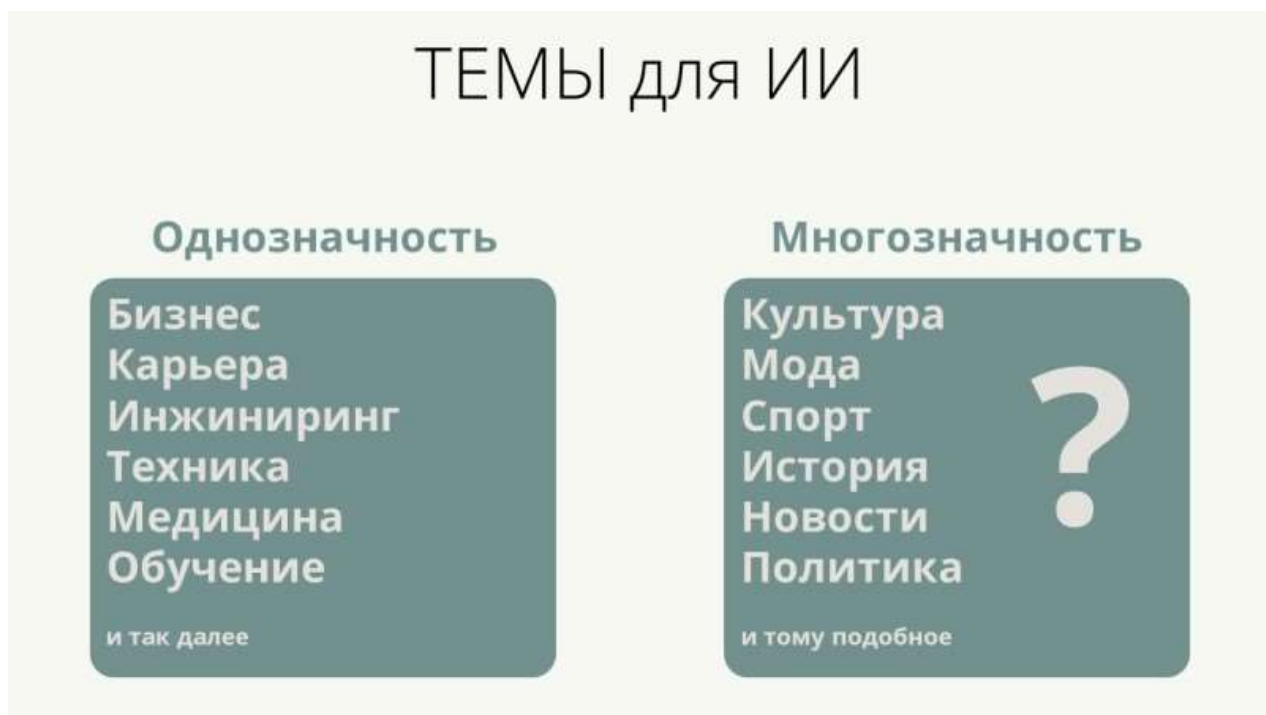 ТЕМЫ для ИИ
Однозначность
Бизнес
Карьера
Инжиниринг
Техника
Медицина
Обучение
и так далее
Многозначность
Культура
Мода
Спорт
История
Новости
Политика
и тому подобное
?